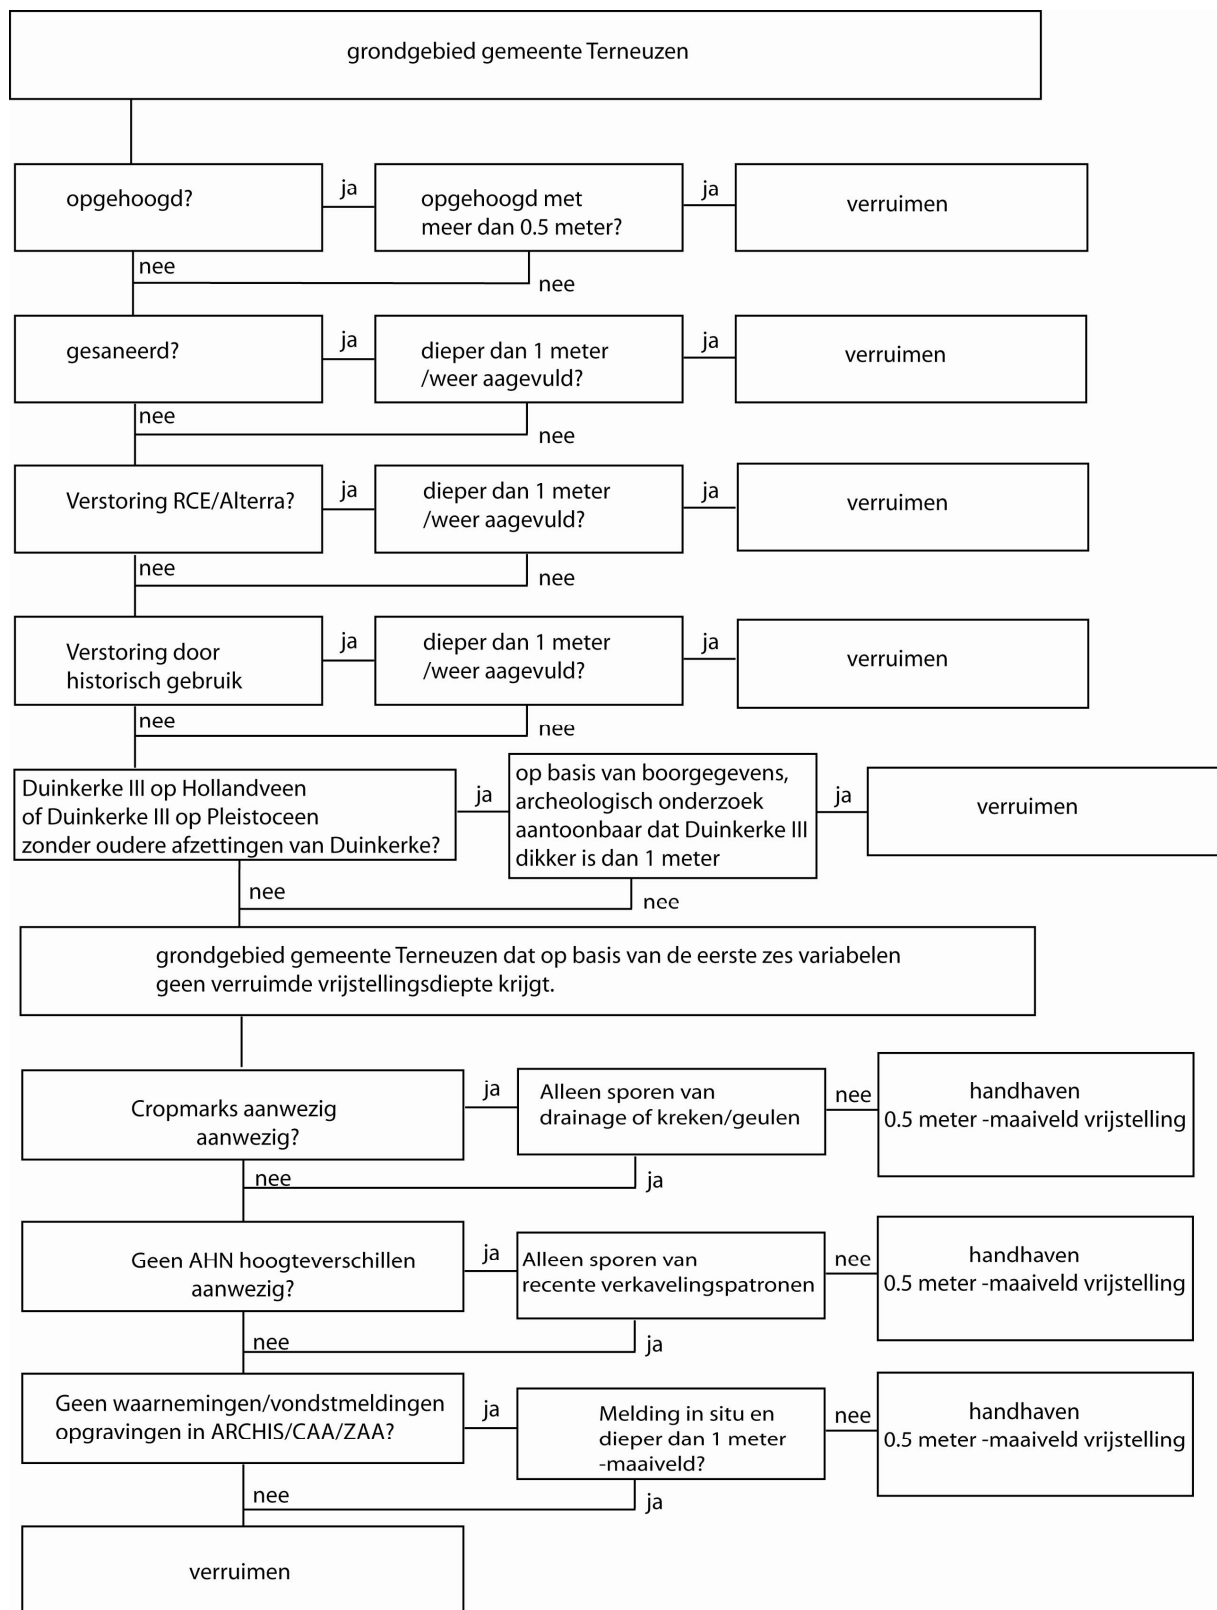 grondgebied gemeente Terneuzen
opgehoogd?
ja
opgehoogd met
meer dan 0.5 meter?
ja
verruimen
nee
nee
gesaneerd?
ja
dieper dan 1 meter
/weer aagevuld?
ja
verruimen
nee
nee
Verstoring RCE/Alterra?
ja
dieper dan 1 meter
/weer aagevuld?
ja
verruimen
nee
nee
Verstoring door
historisch gebruik
ja
dieper dan 1 meter
/weer aagevuld?
ja
verruimen
nee
nee
Duinkerke III op Hollandveen
of Duinkerke III op Pleistoceen
zonder oudere afzettingen van Duinkerke?
ja
op basis van boorgegevens,
archeologisch onderzoek
aantoonbaar dat Duinkerke III
dikker is dan 1 meter
ja
verruimen
nee
nee
grondgebied gemeente Terneuzen dat op basis van de eerste zes variabelen
geen verruimde vrijstellingsdiepte krijgt.
Cropmarks aanwezig
aanwezig?
ja
Alleen sporen van
drainage of kreken/geulen
nee
handhaven
0.5 meter -maaiveld vrijstelling
nee
ja
Geen AHN hoogteverschillen
aanwezig?
ja
Alleen sporen van
recente verkavelingspatronen
nee
handhaven
0.5 meter -maaiveld vrijstelling
nee
ja
Geen waarnemingen/vondstmeldingen
opgravingen in ARCHIS/CAA/ZAA?
ja
Melding in situ en
dieper dan 1 meter
-maaiveld?
nee
handhaven
0.5 meter -maaiveld vrijstelling
nee
ja
verruimen